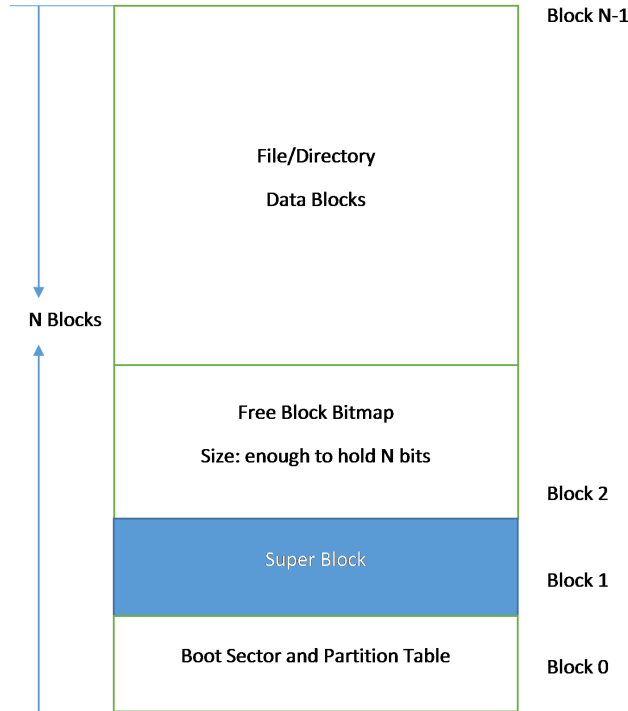 Block N-1
File/Directory
Data Blocks
N Blocks
Free Block Bitmap
Size: enough to hold N bits
Block 2
Super Block
Block 1
Boot Sector and Partition Table
Block 0